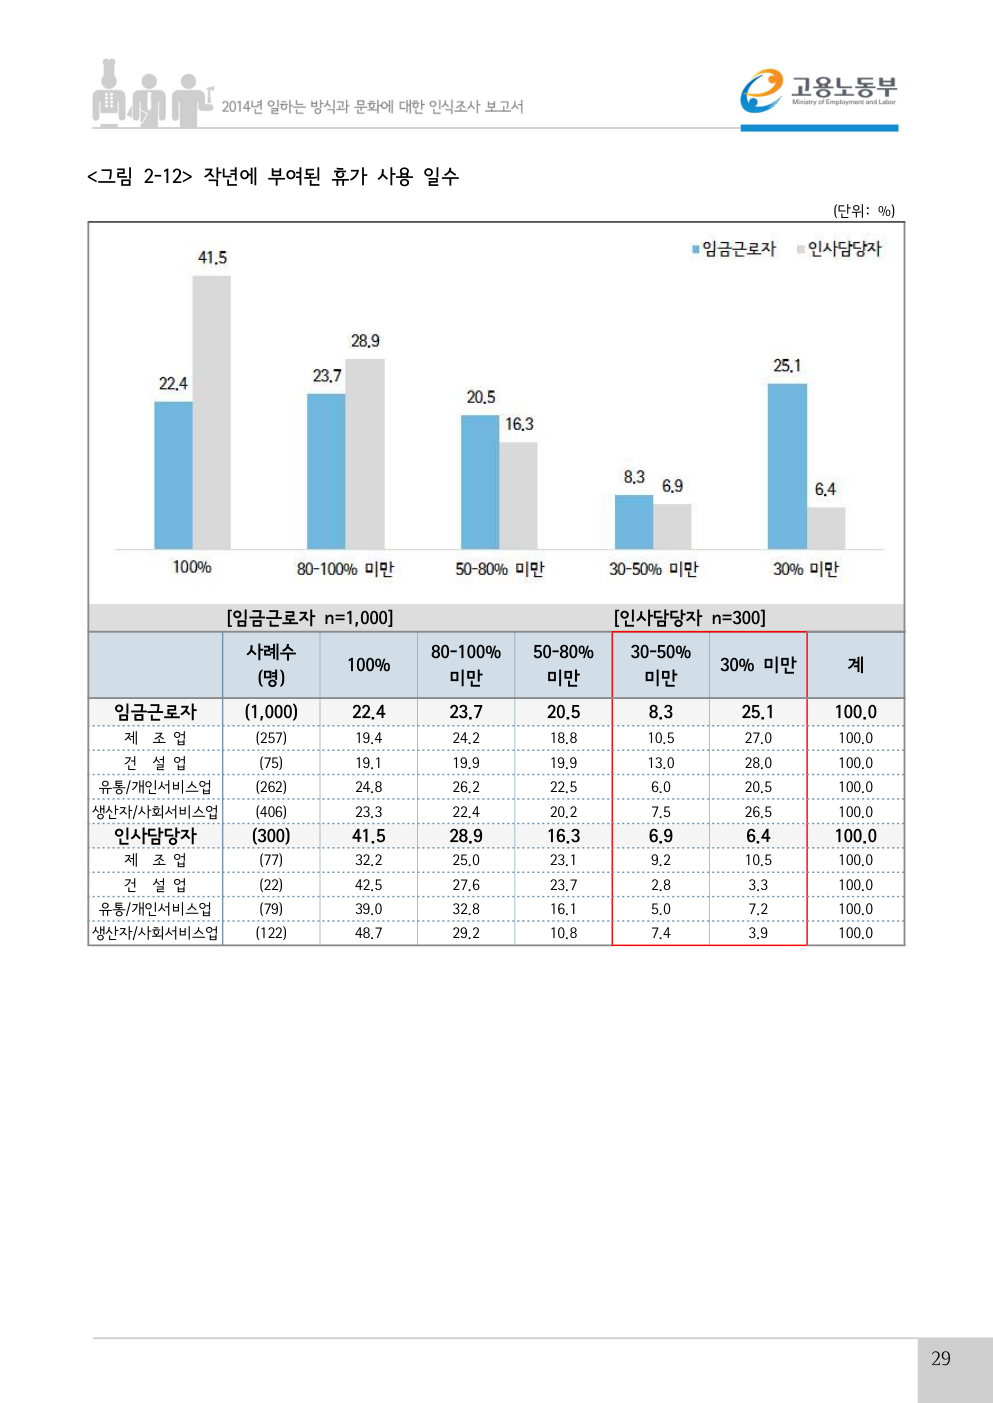 2014년 일하는 방식과 문화에 대한 인식조사 보고서
고용노동부
Ministry of Employment and Labor
<그림 2-12> 작년에 부여된 휴가 사용 일수
(단위: %)
임금근로자 인사담당자
41.5
28.9
25.1
22.4 23.7
20.5
16.3
8.3 6.9 6.4
100% 80-100% 미만 50-80% 미만 30-50% 미만 30% 미만
[임금근로자 n=1,000] [인사담당자 n=300]
사례수 (명) 100% 80-100% 미만 50-80% 미만 30-50% 미만 30% 미만 계
임금근로자 (1,000) 22.4 23.7 20.5 8.3 25.1 100.0
제 조 업 (257) 19.4 24.2 18.8 10.5 27.0 100.0
건 설 업 (75) 19.1 19.9 19.9 13.0 28.0 100.0
유통/개인서비스업 (262) 24.8 26.2 22.5 6.0 20.5 100.0
생산자/사회서비스업 (406) 23.3 22.4 20.2 7.5 26.5 100.0
인사담당자 (300) 41.5 28.9 16.3 6.9 6.4 100.0
제 조 업 (77) 32.2 25.0 23.1 9.2 10.5 100.0
건 설 업 (22) 42.5 27.6 23.7 2.8 3.3 100.0
유통/개인서비스업 (79) 39.0 32.8 16.1 5.0 7.2 100.0
생산자/사회서비스업 (122) 48.7 29.2 10.8 7.4 3.9 100.0
29